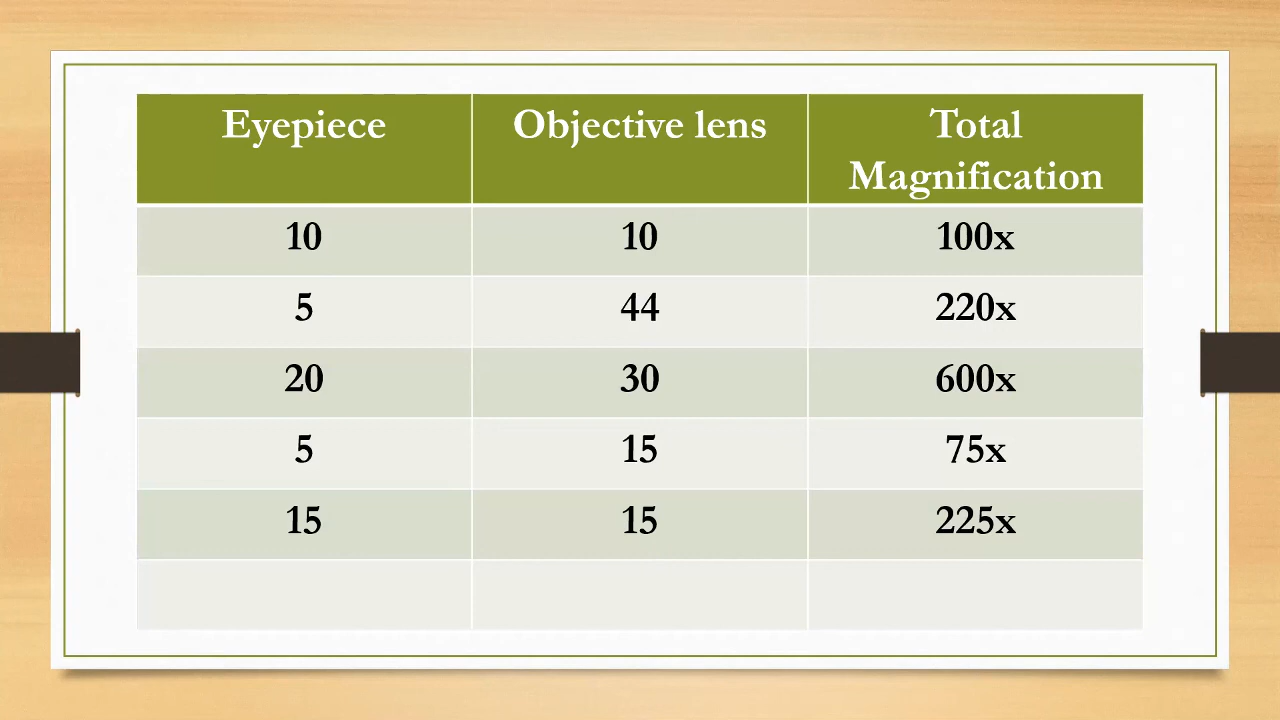 Eyepiece Objective lens Total Magnification
10 10 100x
5 44 220x
20 30 600x
5 15 75x
15 15 225x